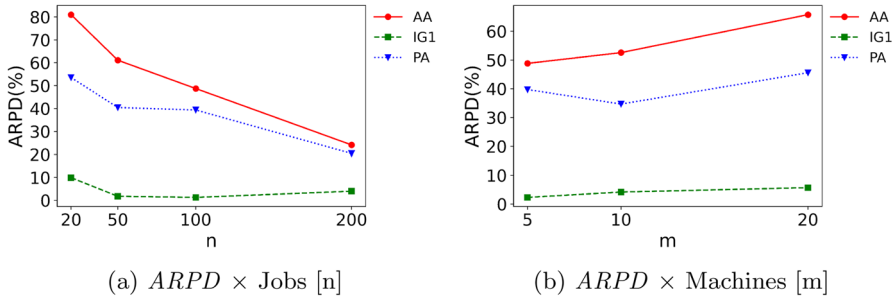 ARPD(%)
80
70
60
50
40
30
20
10
0
20 50 100 200
n
AA
IG1
PA
(a) ARPD × Jobs [n]
ARPD(%)
60
50
40
30
20
10
0
5 10 20
m
AA
IG1
PA
(b) ARPD × Machines [m]